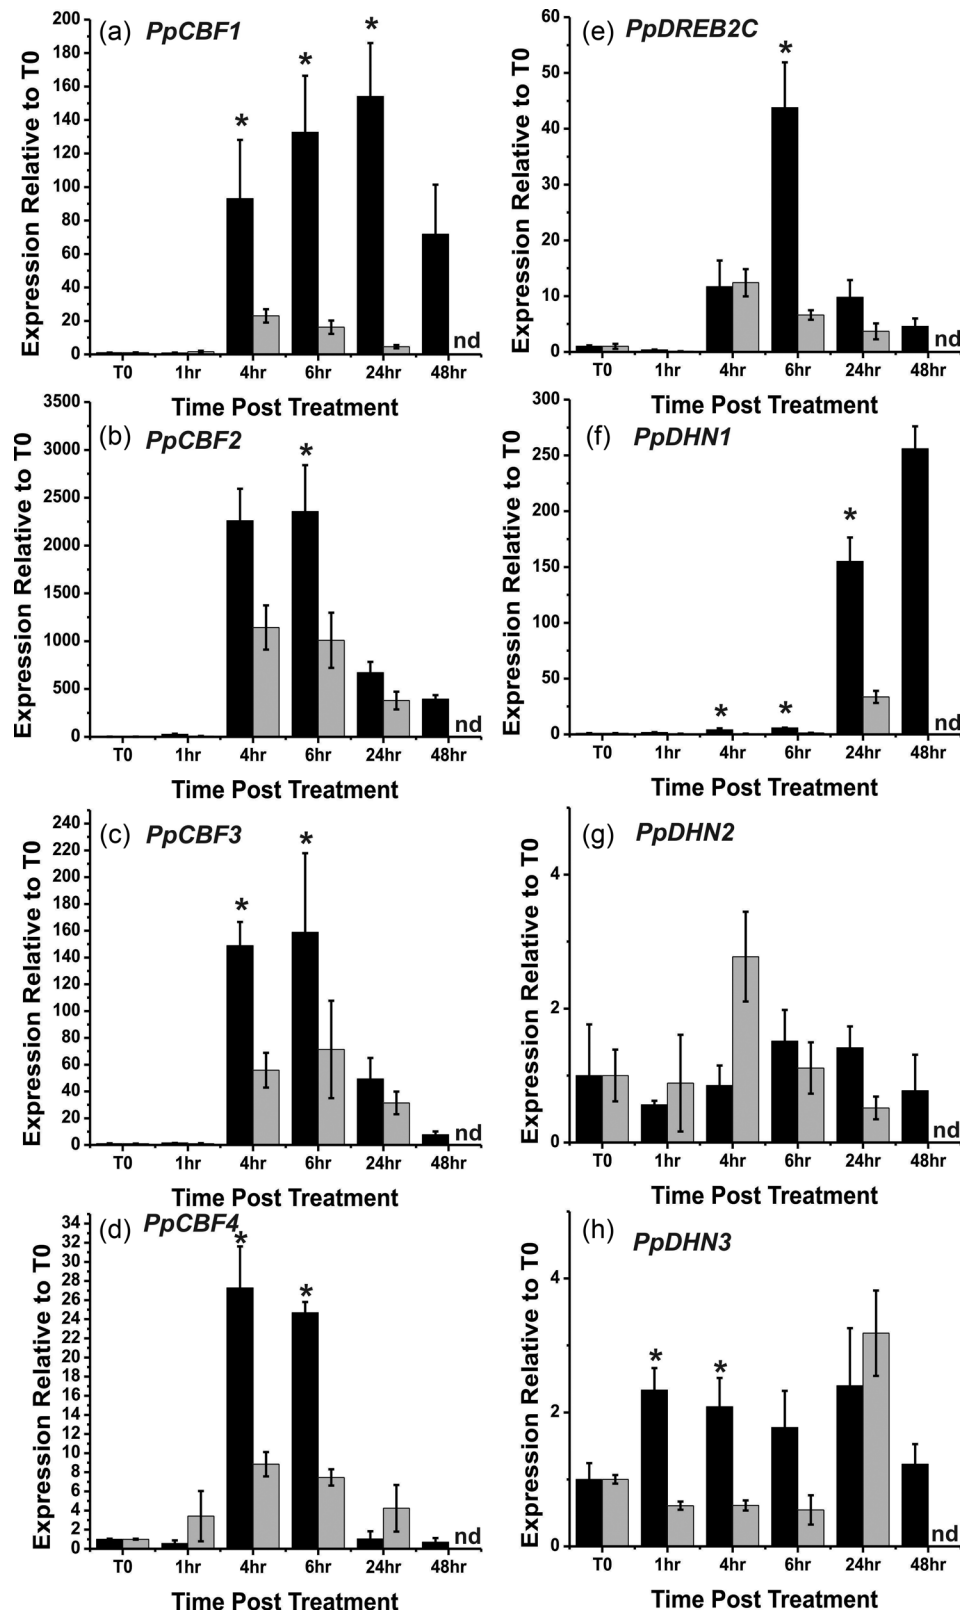 (a) PpCBF1
Expression Relative to T0
200
180
160
140
120
100
80
60
40
20
0
* * *
nd
T0 1hr 4hr 6hr 24hr 48hr
Time Post Treatment
(b) PpCBF2
Expression Relative to T0
3500
3000
2500
2000
1500
1000
500
0
*
nd
T0 1hr 4hr 6hr 24hr 48hr
Time Post Treatment
(c) PpCBF3
Expression Relative to T0
240
220
200
180
160
140
120
100
80
60
40
20
0
* *
nd
T0 1hr 4hr 6hr 24hr 48hr
Time Post Treatment
(d) PpCBF4
Expression Relative to T0
34
32
30
28
26
24
22
20
18
16
14
12
10
8
6
4
2
0
* *
nd
T0 1hr 4hr 6hr 24hr 48hr
Time Post Treatment
(e) PpDREB2C
Expression Relative to T0
60
50
40
30
20
10
0
*
nd
T0 1hr 4hr 6hr 24hr 48hr
Time Post Treatment
(f) PpDHN1
Expression Relative to T0
300
250
200
150
100
50
0
* * *
nd
T0 1hr 4hr 6hr 24hr 48hr
Time Post Treatment
(g) PpDHN2
Expression Relative to T0
4
2
0
nd
T0 1hr 4hr 6hr 24hr 48hr
Time Post Treatment
(h) PpDHN3
Expression Relative to T0
4
2
0
* *
nd
T0 1hr 4hr 6hr 24hr 48hr
Time Post Treatment